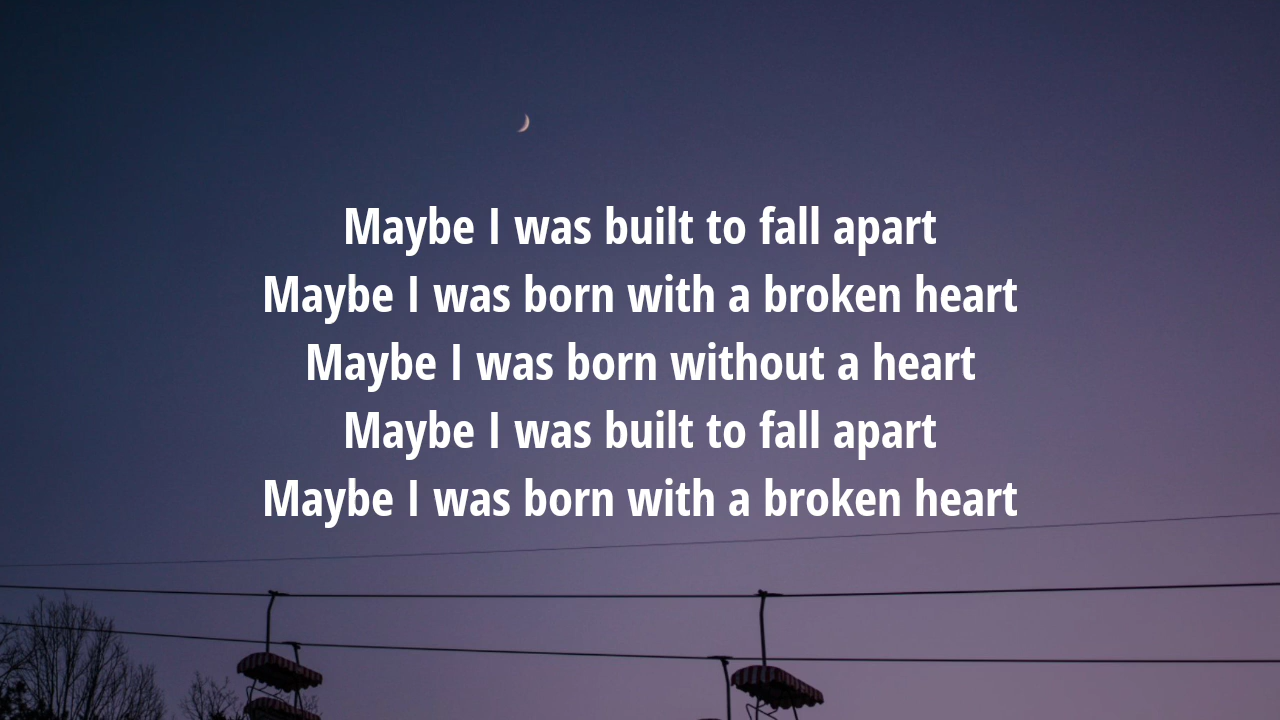 Maybe I was built to fall apart
Maybe I was born with a broken heart
Maybe I was born without a heart
Maybe I was built to fall apart
Maybe I was born with a broken heart